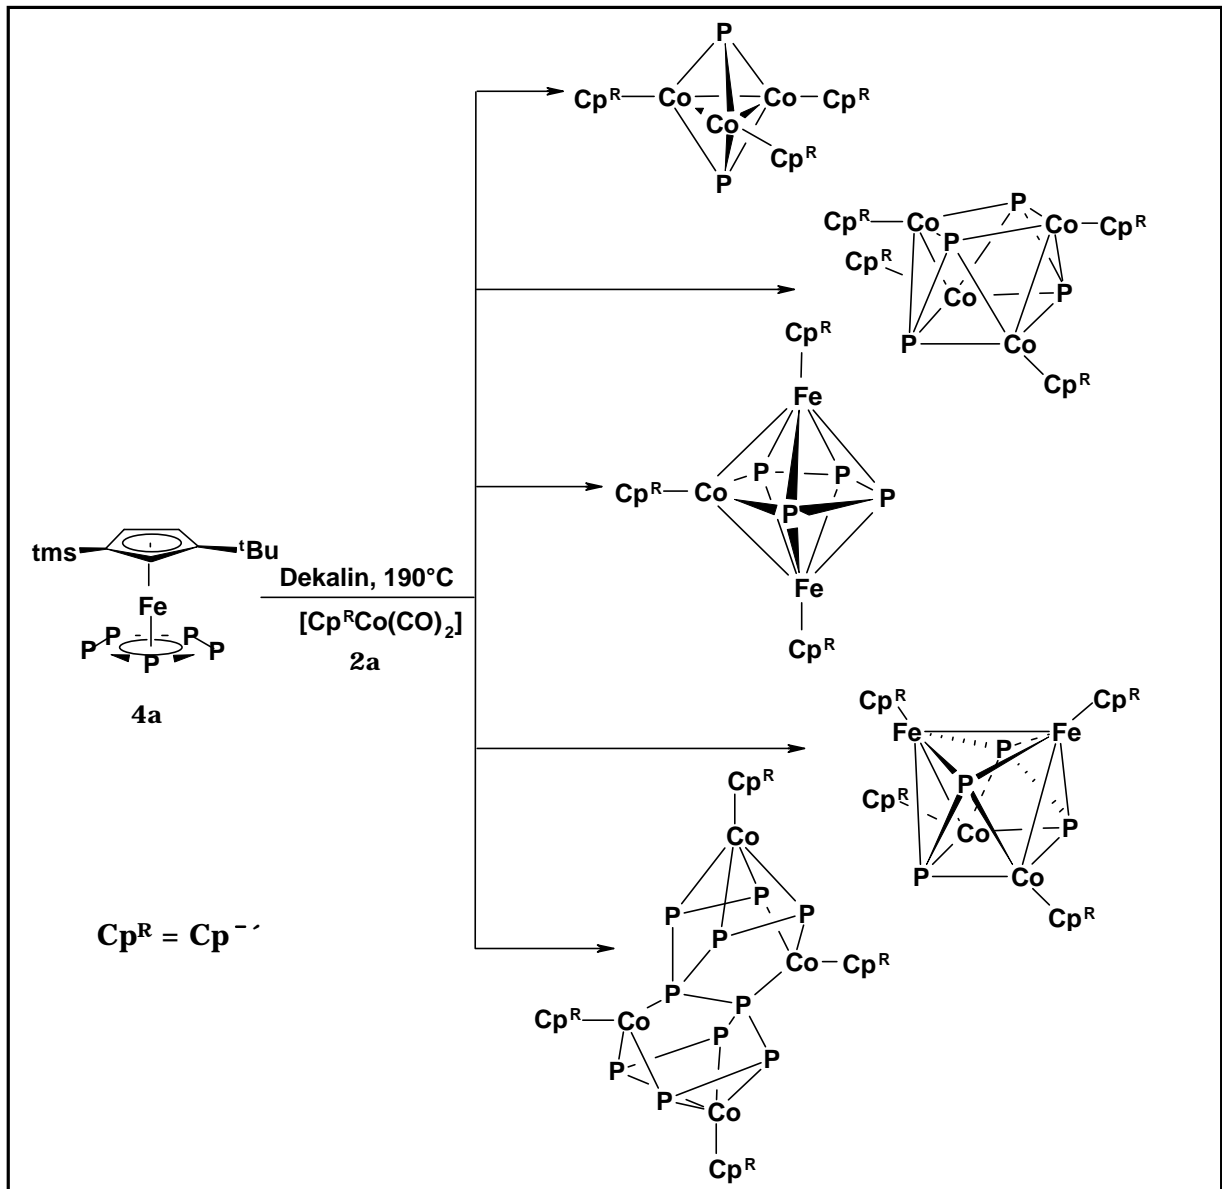 P
Cp^R Co Co Cp^R
Co
Cp^R
P
P
Cp^R Co Co Cp^R
P
Cp^R
Co P
P Co
Cp^R
Cp^R
Fe
P P
Cp^R Co P
P
Fe
Cp^R
tms ^tBu
Fe
P P P P
P
4a
Dekalin, 190°C
[Cp^RCo(CO)_2]
2a
Cp^R Cp^R
Fe Fe
P
P
Cp^R
Co P
P Co
Cp^R
Cp^R
Co
P
P P
P
Co Cp^R
P P
Cp^R Co
P
P P
P
Co
Cp^R
Cp^R = Cp